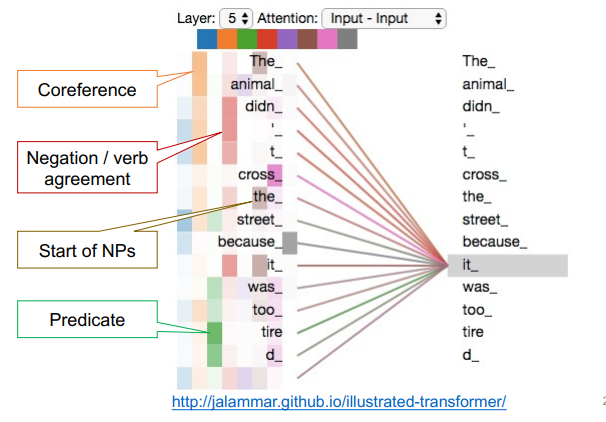 Layer: 5 Attention: Input - Input
The_ The_
animal_ animal_
Coreference
didn_ didn_
'_ '_
t_ t_
Negation / verb
agreement
cross_ cross_
the_ the_
street_ street_
Start of NPs
because_ because_
it_ it_
was_ was_
too_ too_
Predicate
tire tire
d_ d_
http://jalammar.github.io/illustrated-transformer/
2